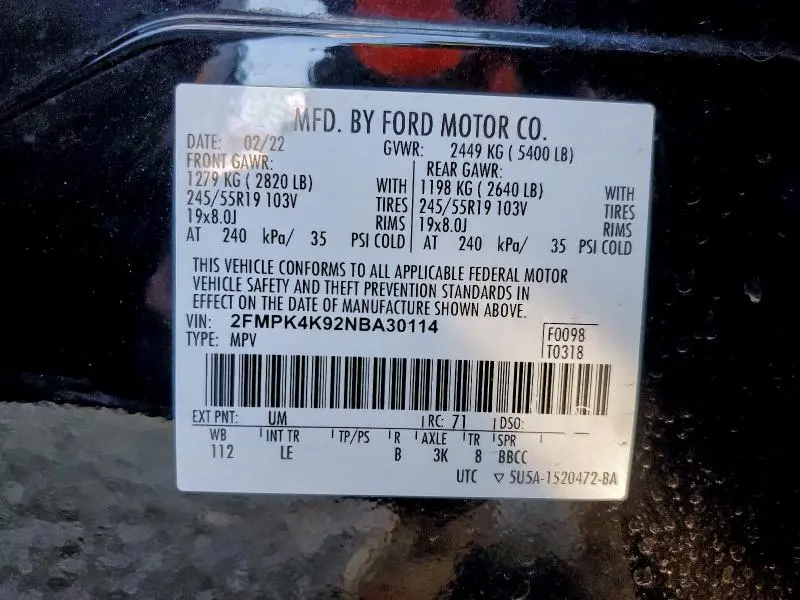 MFD. BY FORD MOTOR CO.
DATE: 02/22 GVWR: 2449 KG ( 5400 LB)
FRONT GAWR: REAR GAWR:
1279 KG ( 2820 LB) WITH 1198 KG ( 2640 LB) WITH
245/55R19 103V TIRES 245/55R19 103V TIRES
19x8.0J RIMS 19x8.0J RIMS
AT 240 kPa/ 35 PSI COLD AT 240 kPa/ 35 PSI COLD
THIS VEHICLE CONFORMS TO ALL APPLICABLE FEDERAL MOTOR
VEHICLE SAFETY AND THEFT PREVENTION STANDARDS IN
EFFECT ON THE DATE OF MANUFACTURE SHOWN ABOVE.
VIN: 2FMPK4K92NBA30114 F0098
TYPE: MPV T0318
EXT PNT: UM RC: 71 DSO:
WB INT TR TP/PS R AXLE TR SPR
112 LE B 3K 8 BBCC
UTC ▽ 5U5A-1520472-BA